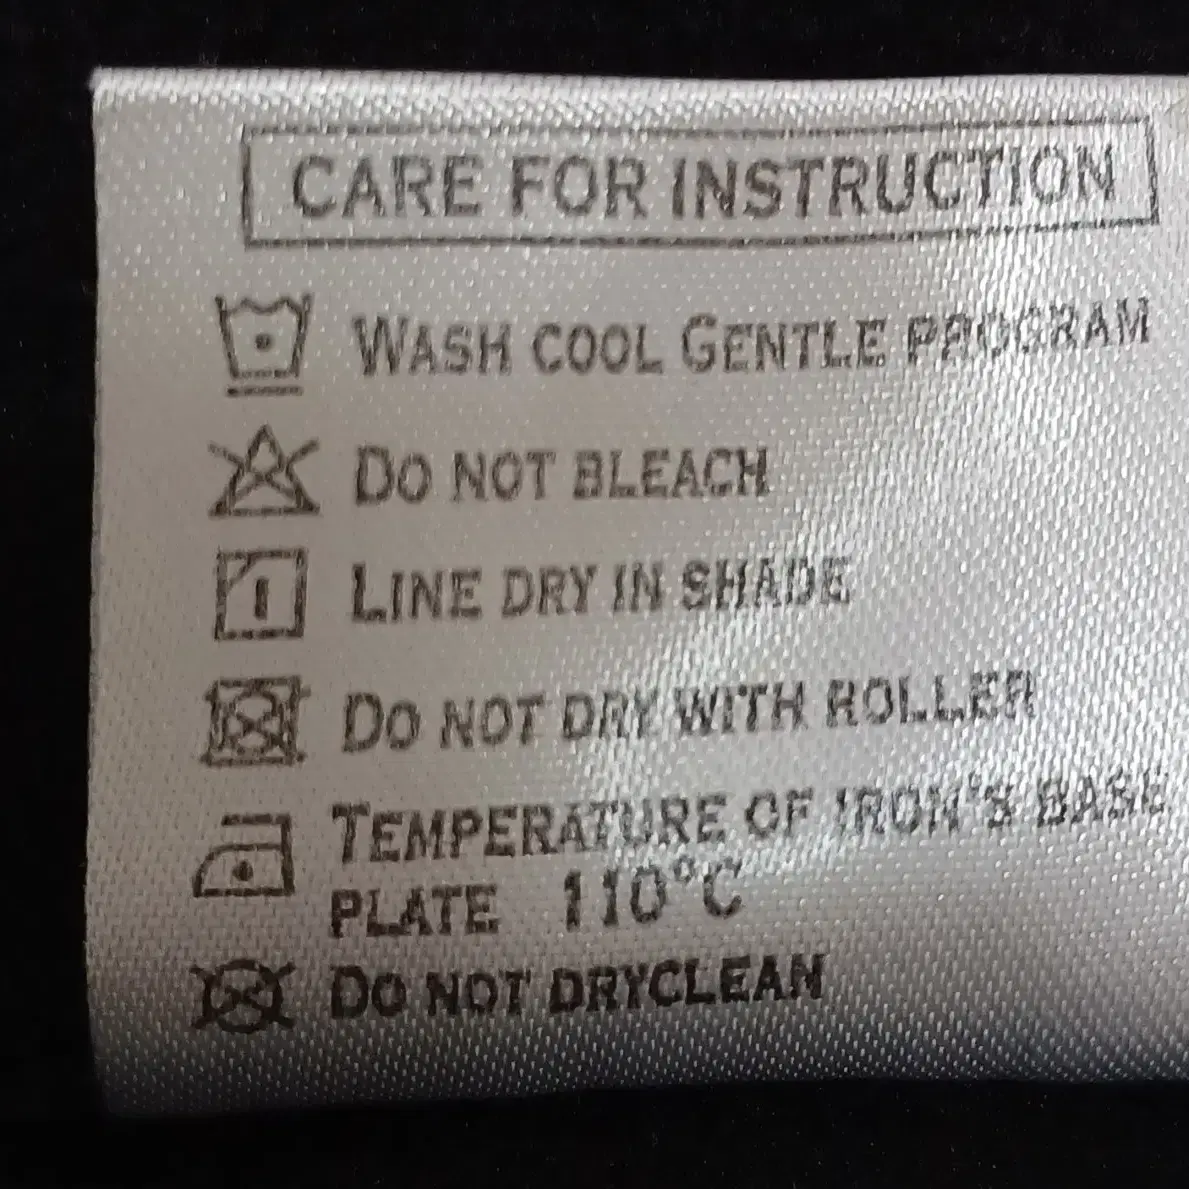 CARE FOR INSTRUCTION
WASH COOL GENTLE PROGRAM
DO NOT BLEACH
LINE DRY IN SHADE
DO NOT DRY WITH ROLLER
TEMPERATURE OF IRON'S BASE
PLATE 110°C
DO NOT DRYCLEAN